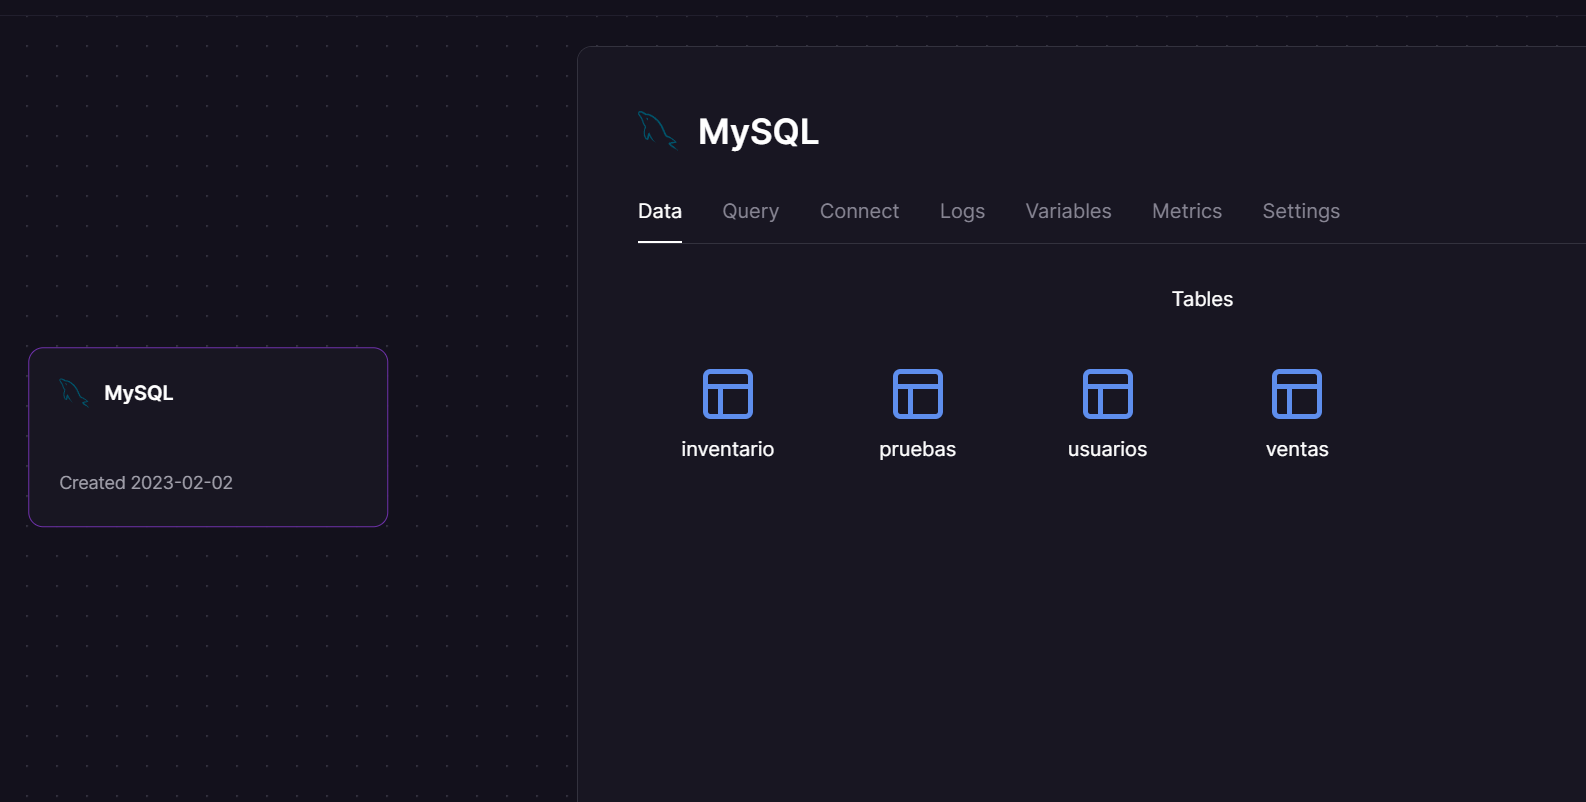 MySQL
Created 2023-02-02
MySQL
Data Query Connect Logs Variables Metrics Settings
Tables
inventario pruebas usuarios ventas